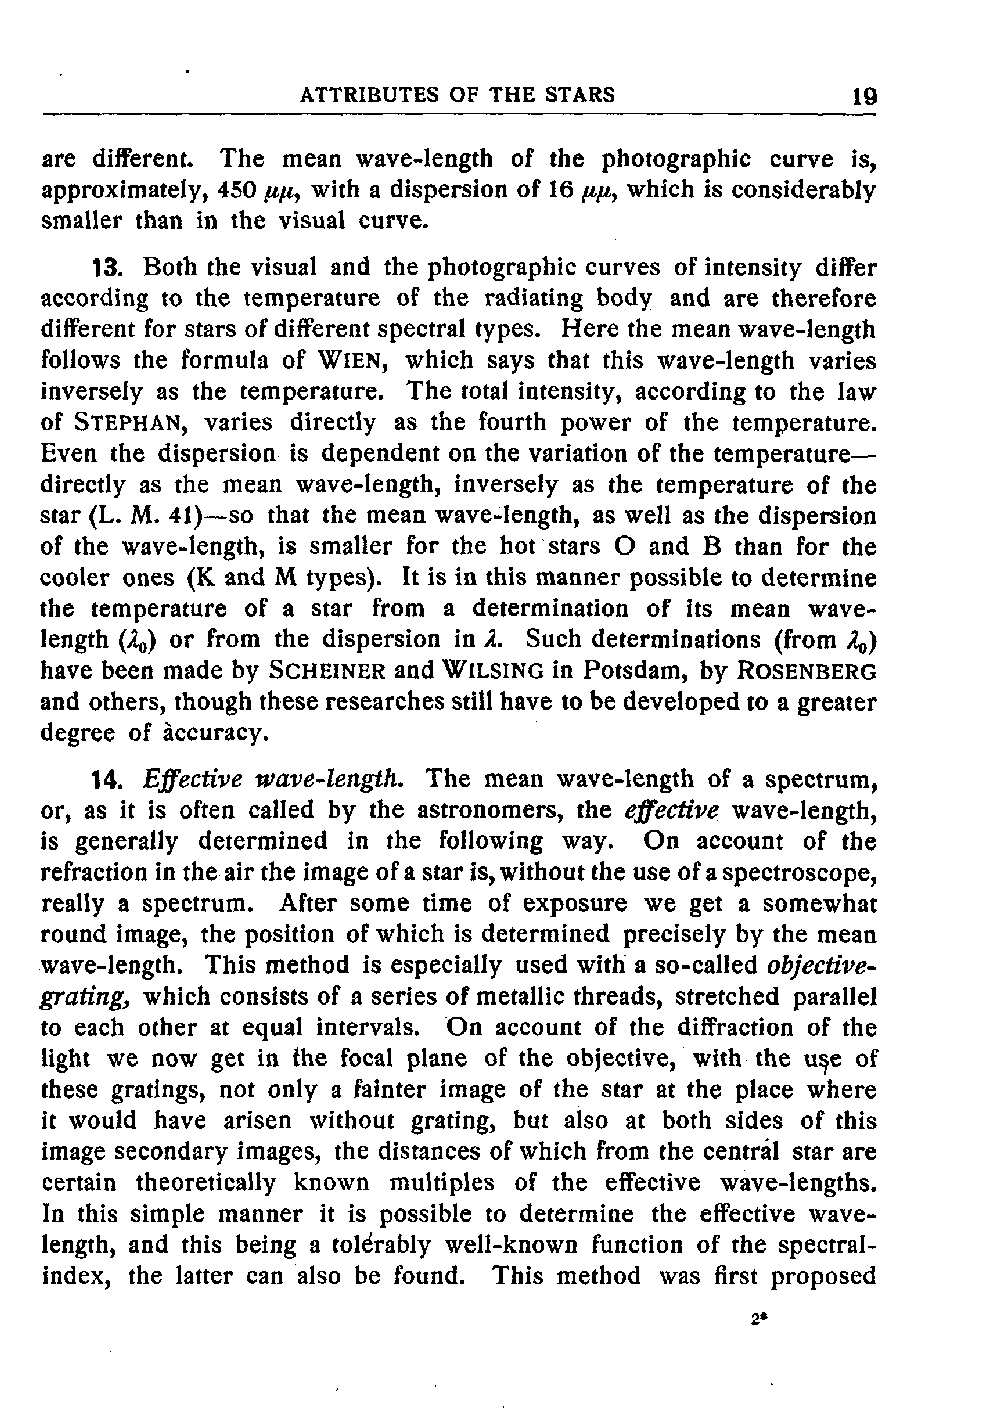 ATTRIBUTES OF THE STARS 19
are different. The mean wave-length of the photographic curve is,
approximately, 450 μμ, with a dispersion of 16 μμ, which is considerably
smaller than in the visual curve.
13. Both the visual and the photographic curves of intensity differ
according to the temperature of the radiating body and are therefore
different for stars of different spectral types. Here the mean wave-length
follows the formula of WIEN, which says that this wave-length varies
inversely as the temperature. The total intensity, according to the law
of STEPHAN, varies directly as the fourth power of the temperature.
Even the dispersion is dependent on the variation of the temperature—
directly as the mean wave-length, inversely as the temperature of the
star (L. M. 41)—so that the mean wave-length, as well as the dispersion
of the wave-length, is smaller for the hot stars O and B than for the
cooler ones (K and M types). It is in this manner possible to determine
the temperature of a star from a determination of its mean wave-
length (λ₀) or from the dispersion in λ. Such determinations (from λ₀)
have been made by SCHEINER and WILSING in Potsdam, by ROSENBERG
and others, though these researches still have to be developed to a greater
degree of accuracy.
14. Effective wave-length. The mean wave-length of a spectrum,
or, as it is often called by the astronomers, the effective wave-length,
is generally determined in the following way. On account of the
refraction in the air the image of a star is, without the use of a spectroscope,
really a spectrum. After some time of exposure we get a somewhat
round image, the position of which is determined precisely by the mean
wave-length. This method is especially used with a so-called objective-
grating, which consists of a series of metallic threads, stretched parallel
to each other at equal intervals. On account of the diffraction of the
light we now get in the focal plane of the objective, with the use of
these gratings, not only a fainter image of the star at the place where
it would have arisen without grating, but also at both sides of this
image secondary images, the distances of which from the central star are
certain theoretically known multiples of the effective wave-lengths.
In this simple manner it is possible to determine the effective wave-
length, and this being a tolerably well-known function of the spectral-
index, the latter can also be found. This method was first proposed
2*